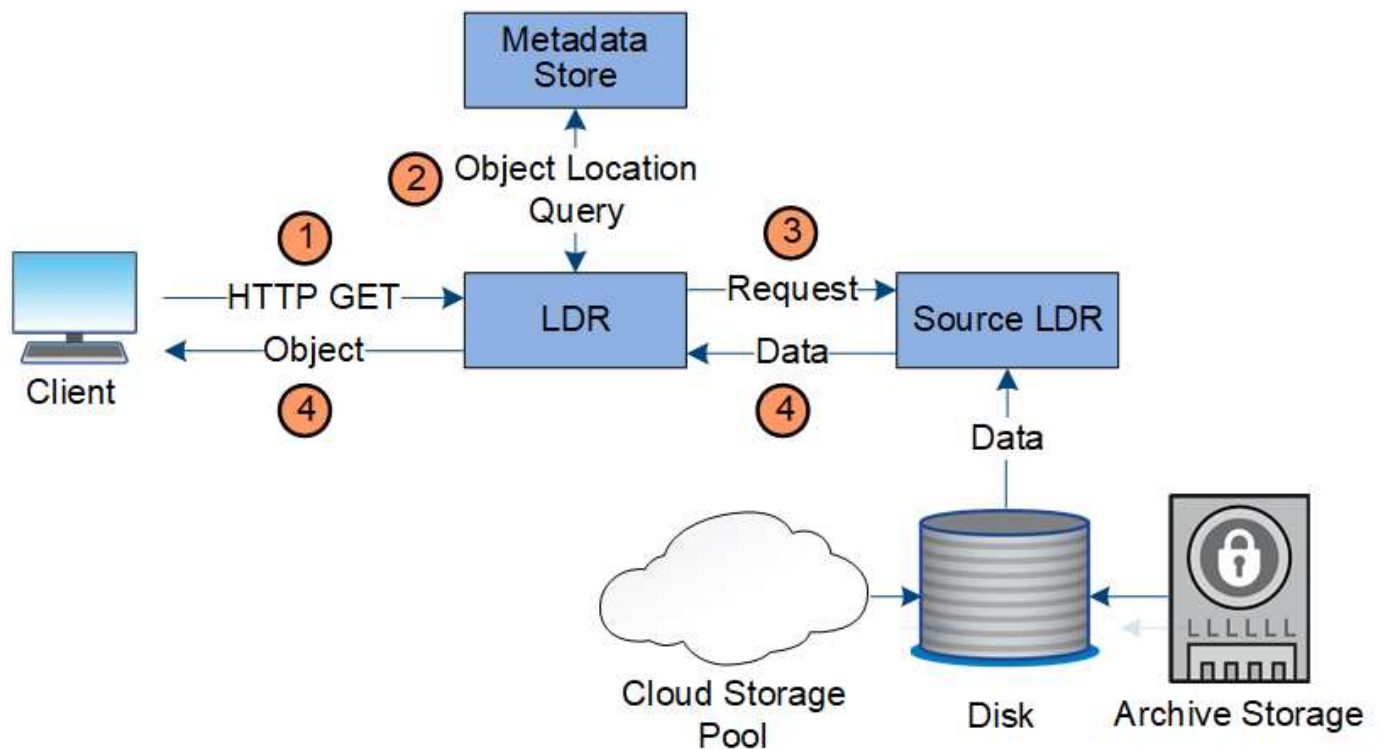 Metadata
Store
2
Object Location
Query
1
3
HTTP GET
Request
LDR
Source LDR
Object
Data
Client
4
4
Data
LLLLLL
Cloud Storage
Pool
Disk
Archive Storage